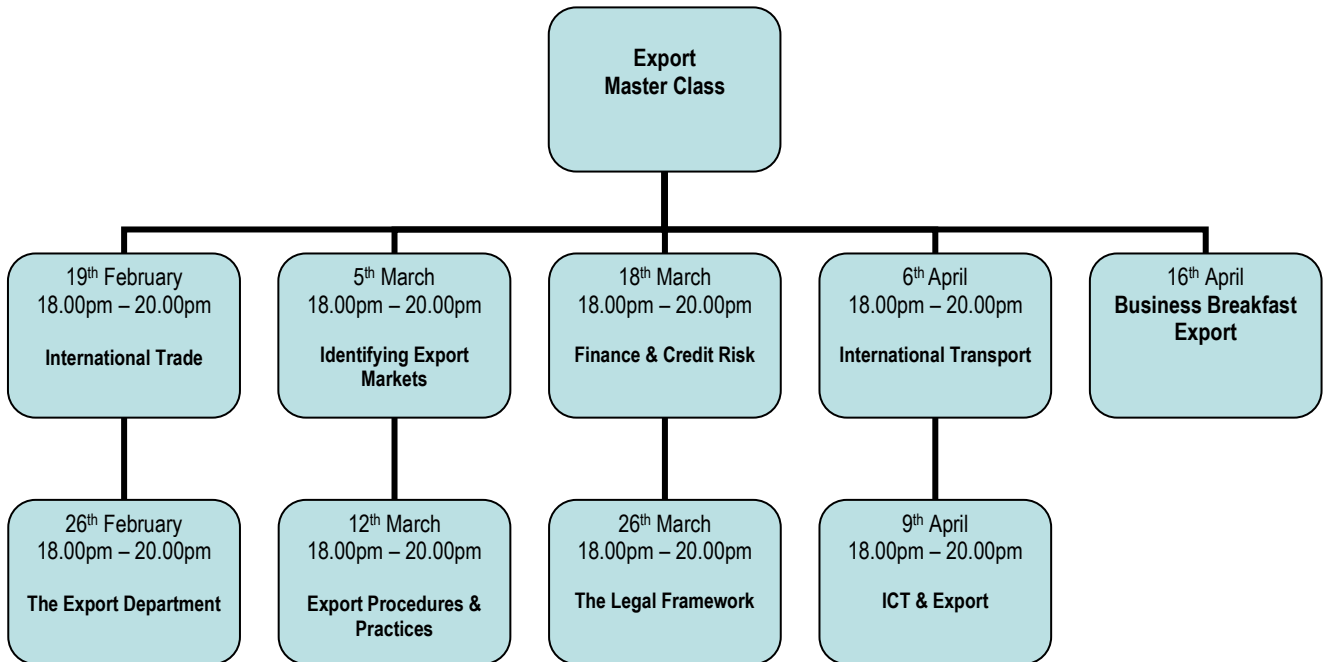 Export
Master Class
19th February
18.00pm – 20.00pm
International Trade
5th March
18.00pm – 20.00pm
Identifying Export
Markets
18th March
18.00pm – 20.00pm
Finance & Credit Risk
6th April
18.00pm – 20.00pm
International Transport
16th April
Business Breakfast
Export
26th February
18.00pm – 20.00pm
The Export Department
12th March
18.00pm – 20.00pm
Export Procedures &
Practices
26th March
18.00pm – 20.00pm
The Legal Framework
9th April
18.00pm – 20.00pm
ICT & Export